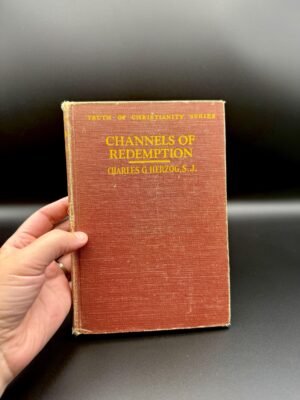 TRUTH OF CHRISTIANITY SERIES
CHANNELS OF
REDEMPTION
CHARLES G. HERZOG, S. J.